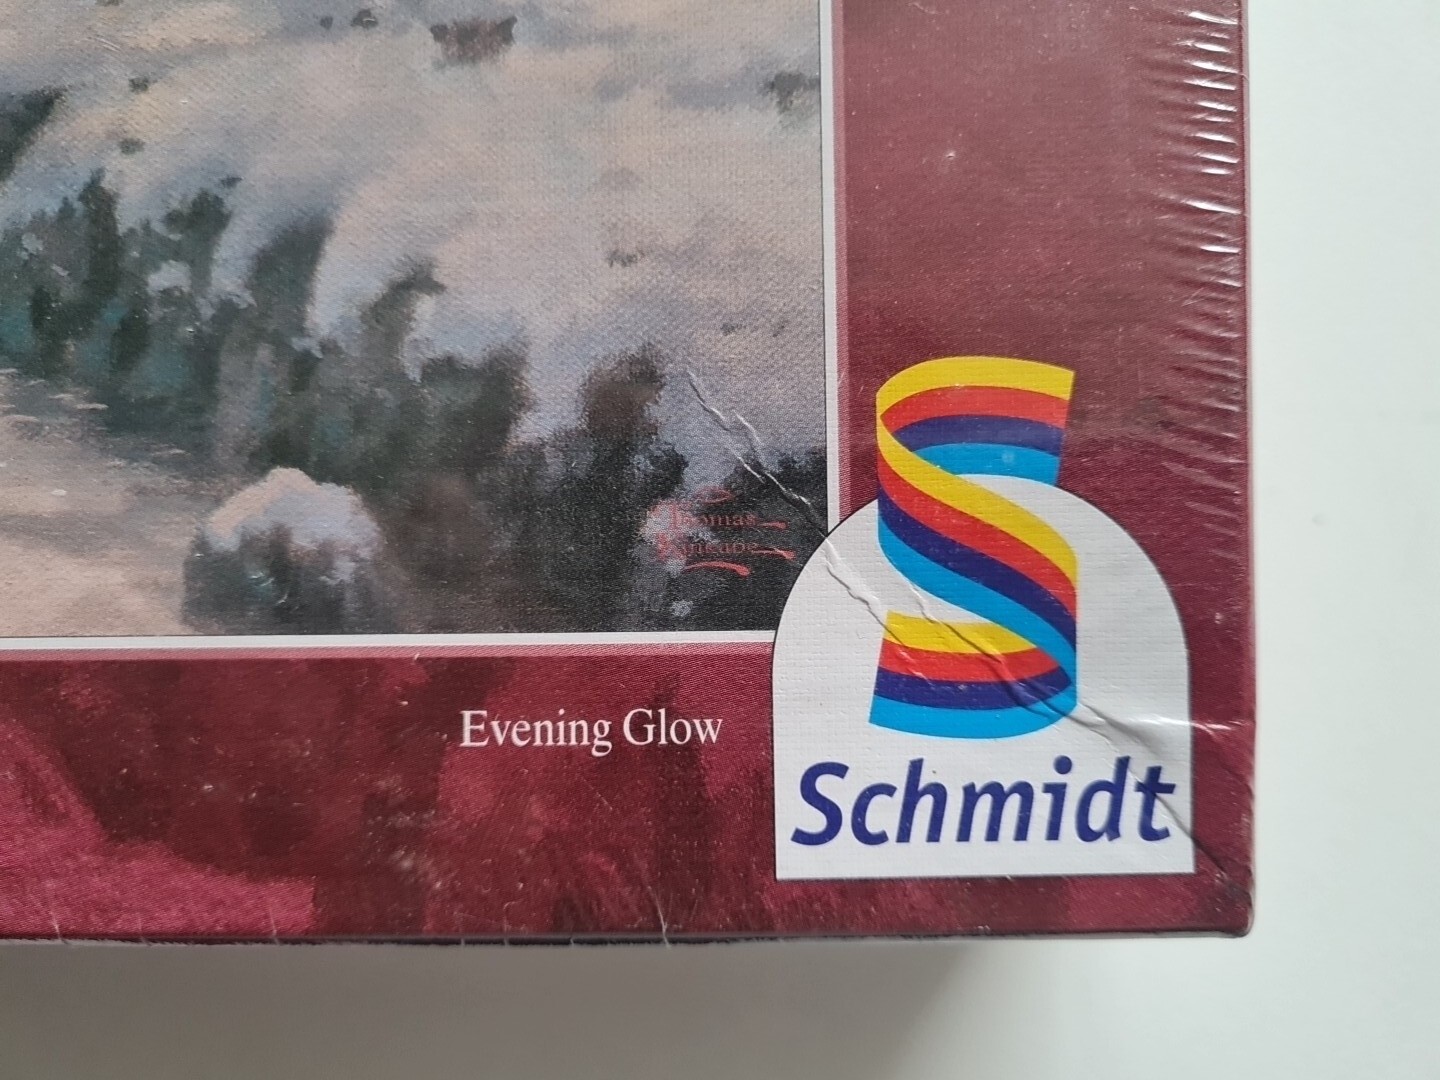 Thomas
Kinkade
Evening Glow
Schmidt